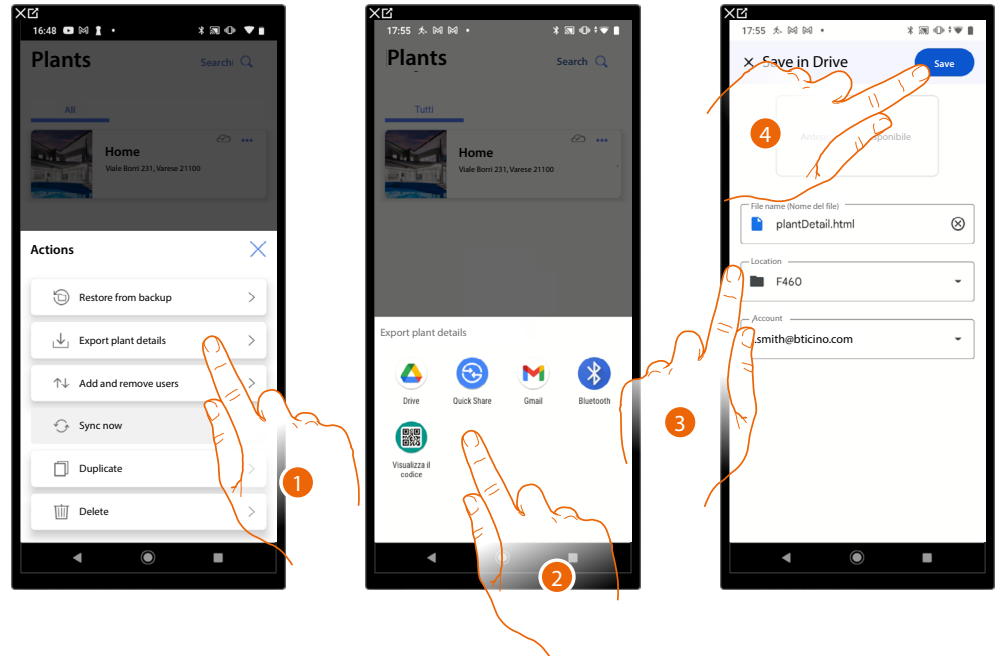 16:48
Plants
Search
All
Home
Viale Borri 231, Varese 21100
Actions
Restore from backup
Export plant details
Add and remove users
Sync now
Duplicate
Delete
1
17:55
Plants
Search
Tutti
Home
Viale Borri 231, Varese 21100
Export plant details
Drive
Quick Share
Gmail
Bluetooth
Visualizza il
codice
2
17:55
Save in Drive
Save
4
File name (Nome del file)
plantDetail.html
Location
F460
Account
.smith@bticino.com
3